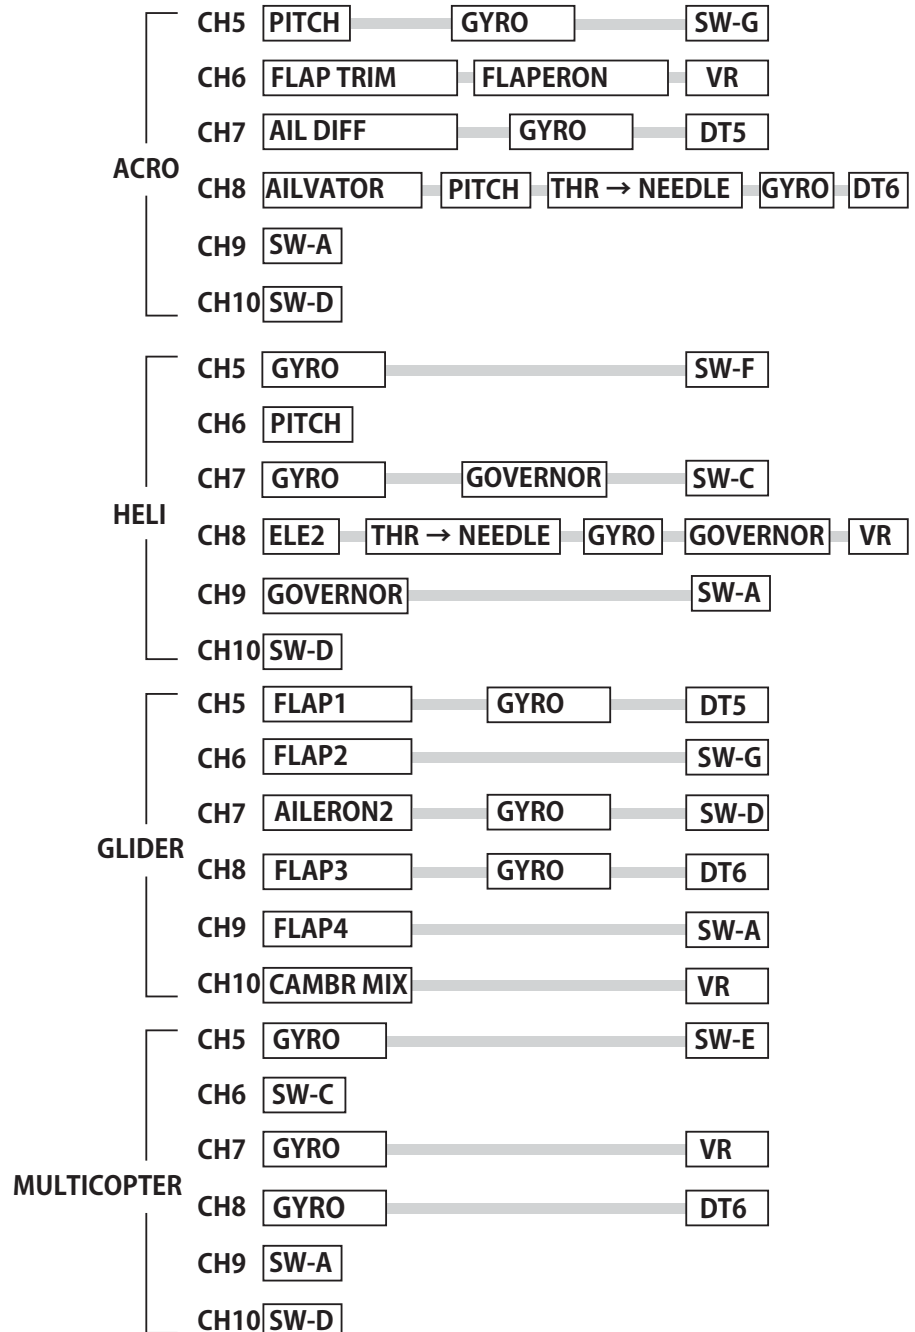 CH5 PITCH GYRO SW-G
CH6 FLAP TRIM FLAPERON VR
CH7 AIL DIFF GYRO DT5
ACRO
CH8 AILVATOR PITCH THR → NEEDLE GYRO DT6
CH9 SW-A
CH10 SW-D
CH5 GYRO SW-F
CH6 PITCH
CH7 GYRO GOVERNOR SW-C
HELI
CH8 ELE2 THR → NEEDLE GYRO GOVERNOR VR
CH9 GOVERNOR SW-A
CH10 SW-D
CH5 FLAP1 GYRO DT5
CH6 FLAP2 SW-G
CH7 AILERON2 GYRO SW-D
GLIDER
CH8 FLAP3 GYRO DT6
CH9 FLAP4 SW-A
CH10 CAMBR MIX VR
CH5 GYRO SW-E
CH6 SW-C
CH7 GYRO VR
MULTICOPTER
CH8 GYRO DT6
CH9 SW-A
CH10 SW-D